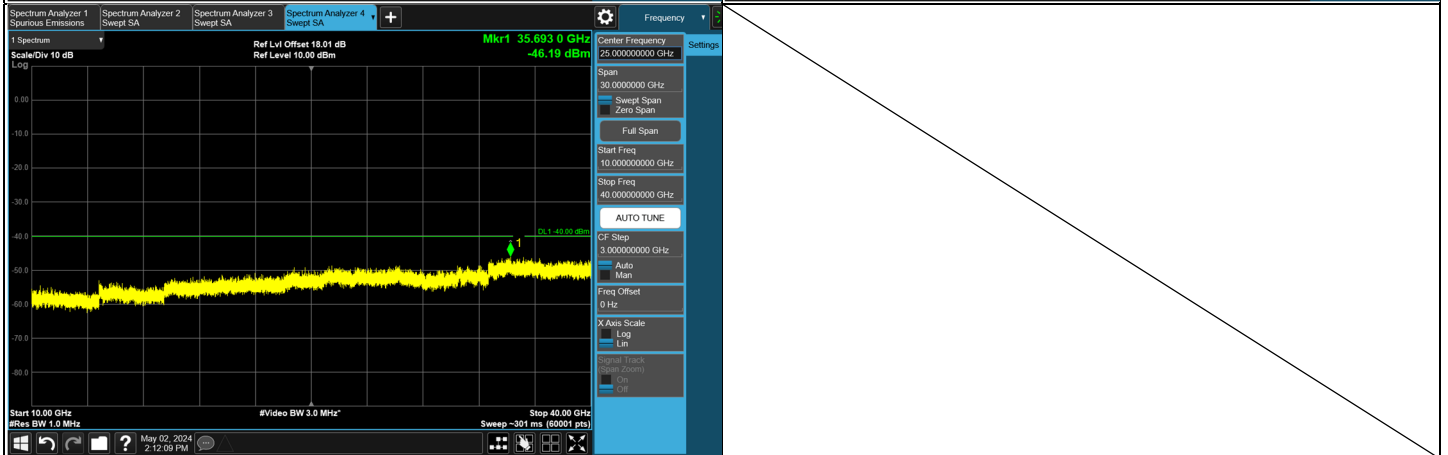 Spectrum Analyzer 1
Spurious Emissions
Spectrum Analyzer 2
Swept SA
Spectrum Analyzer 3
Swept SA
Spectrum Analyzer 4
Swept SA
Frequency
1 Spectrum
Scale/Div 10 dB
Log
Ref Lvl Offset 18.01 dB
Ref Level 10.00 dBm
Mkr1 35.693 0 GHz
-46.19 dBm
0.00
-10.0
-20.0
-30.0
-40.0
-50.0
-60.0
-70.0
-80.0
DL1 -40.00 dBm
1
Start 10.00 GHz
#Res BW 1.0 MHz
#Video BW 3.0 MHz*
Stop 40.00 GHz
Sweep ~301 ms (60001 pts)
May 02, 2024
2:12:09 PM
Center Frequency
25.000000000 GHz
Settings
Span
30.0000000 GHz
Swept Span
Zero Span
Full Span
Start Freq
10.000000000 GHz
Stop Freq
40.000000000 GHz
AUTO TUNE
CF Step
3.000000000 GHz
Auto
Man
Freq Offset
0 Hz
X Axis Scale
Log
Lin
Signal Track
(Span Zoom)
On
Off